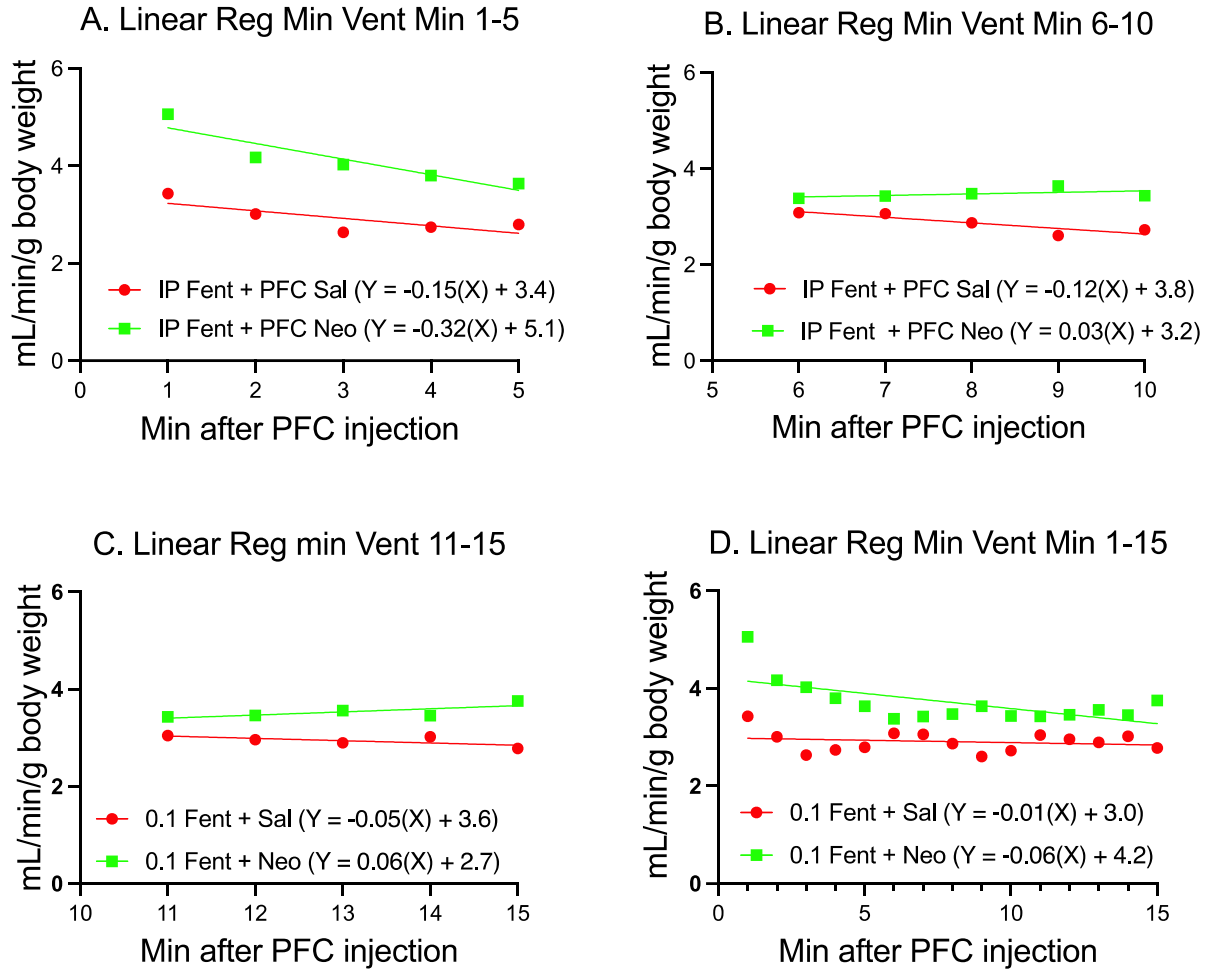 A. Linear Reg Min Vent Min 1-5
mL/min/g body weight
6
4
2
0
IP Fent + PFC Sal (Y = -0.15(X) + 3.4)
IP Fent + PFC Neo (Y = -0.32(X) + 5.1)
0 1 2 3 4 5
Min after PFC injection
B. Linear Reg Min Vent Min 6-10
mL/min/g body weight
6
4
2
0
IP Fent + PFC Sal (Y = -0.12(X) + 3.8)
IP Fent + PFC Neo (Y = 0.03(X) + 3.2)
5 6 7 8 9 10
Min after PFC injection
C. Linear Reg min Vent 11-15
mL/min/g body weight
6
4
2
0
0.1 Fent + Sal (Y = -0.05(X) + 3.6)
0.1 Fent + Neo (Y = 0.06(X) + 2.7)
10 11 12 13 14 15
Min after PFC injection
D. Linear Reg Min Vent Min 1-15
mL/min/g body weight
6
4
2
0
0.1 Fent + Sal (Y = -0.01(X) + 3.0)
0.1 Fent + Neo (Y = -0.06(X) + 4.2)
0 5 10 15
Min after PFC injection